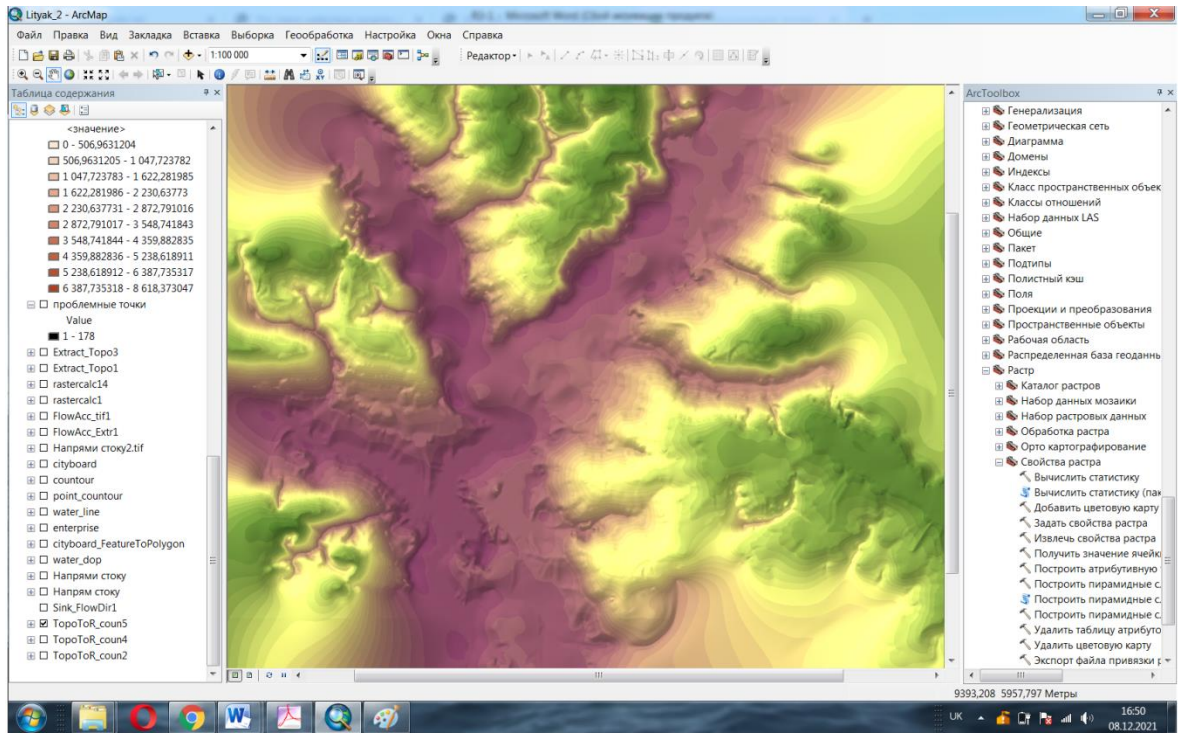 Lityak_2 - ArcMap
Файл Правка Вид Закладка Вставка Выборка Геообработка Настройка Окна Справка
1:100 000
Редактор
Таблица содержания
<значение>
0 - 506,9631204
506,9631205 - 1 047,723782
1 047,723783 - 1 622,281985
1 622,281986 - 2 230,63773
2 230,637731 - 2 872,791016
2 872,791017 - 3 548,741843
3 548,741844 - 4 359,882835
4 359,882836 - 5 238,618911
5 238,618912 - 6 387,735317
6 387,735318 - 8 618,373047
проблемные точки
Value
1 - 178
Extract_Topo3
Extract_Topo1
rastercalc14
rastercalc1
FlowAcc_tif1
FlowAcc_Extr1
Напрями стоку2.tif
cityboard
countour
point_countour
water_line
enterprise
cityboard_FeatureToPolygon
water_dop
Напрями стоку
Напрям стоку
Sink_FlowDir1
TopoToR_coun5
TopoToR_coun4
TopoToR_coun2
ArcToolbox
Генерализация
Геометрическая сеть
Диаграмма
Домены
Индексы
Класс пространственных объек
Классы отношений
Набор данных LAS
Общие
Пакет
Подтипы
Полистный кэш
Поля
Проекции и преобразования
Пространственные объекты
Рабочая область
Распределенная база геоданнь
Растр
Каталог растров
Набор данных мозаики
Набор растровых данных
Обработка растра
Орто картографирование
Свойства растра
Вычислить статистику
Вычислить статистику (пак
Добавить цветовую карту
Задать свойства растра
Извлечь свойства растра
Получить значение ячейки
Построить атрибутивную
Построить пирамидные с.
Построить пирамидные с.
Построить пирамидные с.
Удалить таблицу атрибуто
Удалить цветовую карту
Экспорт файла привязки р
9393,208 5957,797 Метры
UK
16:50
08.12.2021